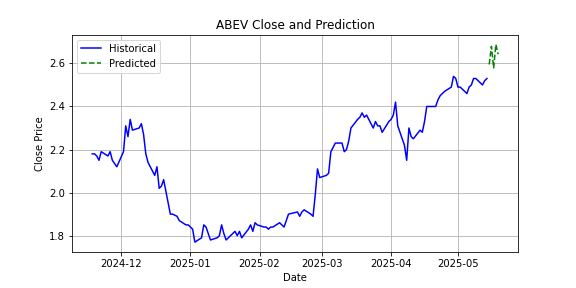 ABEV Close and Prediction
Historical
Predicted
Close Price
2.6
2.4
2.2
2.0
1.8
2024-12 2025-01 2025-02 2025-03 2025-04 2025-05
Date